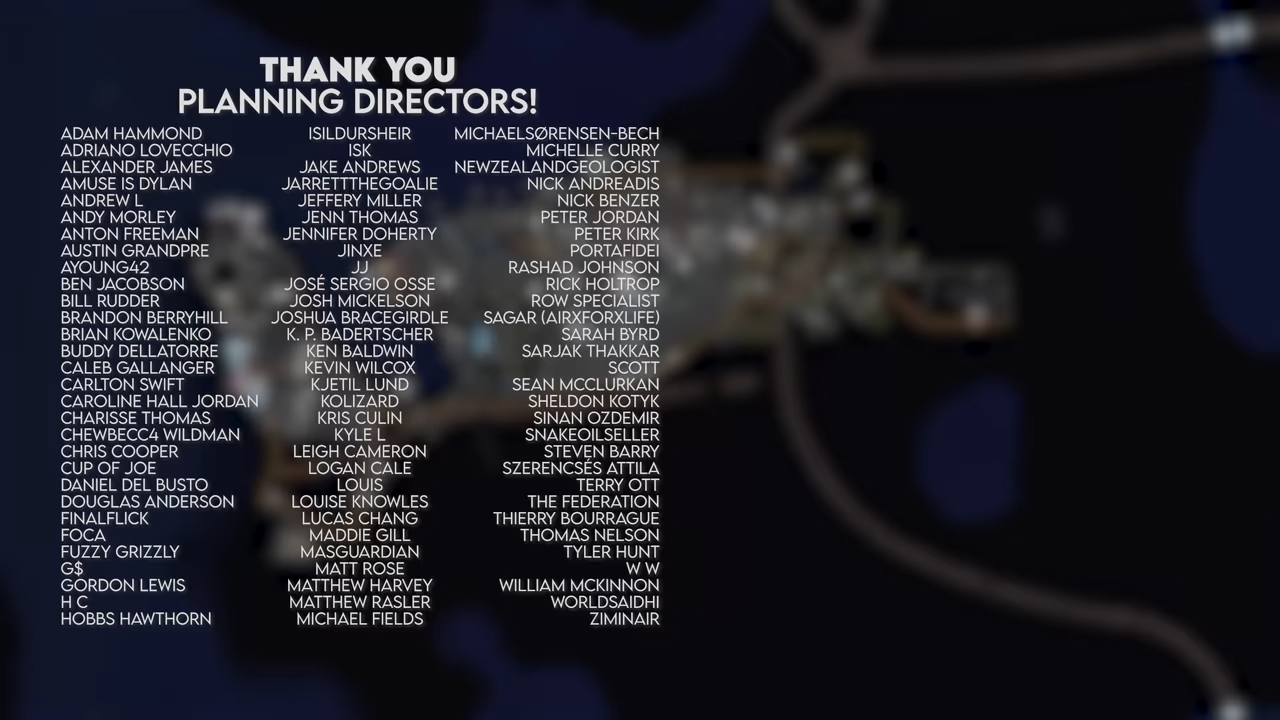 THANK YOU
PLANNING DIRECTORS!
ADAM HAMMOND
ADRIANO LOVECCHIO
ALEXANDER JAMES
AMUSE IS DYLAN
ANDREW L
ANDY MORLEY
ANTON FREEMAN
AUSTIN GRANDPRE
AYOUNG42
BEN JACOBSON
BILL RUDDER
BRANDON BERRYHILL
BRIAN KOWALENKO
BUDDY DELLATORRE
CALEB GALLANGER
CARLTON SWIFT
CAROLINE HALL JORDAN
CHARISSE THOMAS
CHEWBECC4 WILDMAN
CHRIS COOPER
CUP OF JOE
DANIEL DEL BUSTO
DOUGLAS ANDERSON
FINALFLICK
FOCA
FUZZY GRIZZLY
G$
GORDON LEWIS
H C
HOBBS HAWTHORN
ISILDURSHEIR
ISK
JAKE ANDREWS
JARRETTTHEGOALIE
JEFFERY MILLER
JENN THOMAS
JENNIFER DOHERTY
JINXE
JJ
JOSÉ SERGIO OSSE
JOSH MICKELSON
JOSHUA BRACEGIRDLE
K. P. BADERTSCHER
KEN BALDWIN
KEVIN WILCOX
KJETIL LUND
KOLIZARD
KRIS CULIN
KYLE L
LEIGH CAMERON
LOGAN CALE
LOUIS
LOUISE KNOWLES
LUCAS CHANG
MADDIE GILL
MASGUARDIAN
MATT ROSE
MATTHEW HARVEY
MATTHEW RASLER
MICHAEL FIELDS
MICHAELSØRENSEN-BECH
MICHELLE CURRY
NEWZEALANDGEOLOGIST
NICK ANDREADIS
NICK BENZER
PETER JORDAN
PETER KIRK
PORTAFIDEI
RASHAD JOHNSON
RICK HOLTROP
ROW SPECIALIST
SAGAR (AIRXFORXLIFE)
SARAH BYRD
SARJAK THAKKAR
SCOTT
SEAN MCCLURKAN
SHELDON KOTYK
SINAN OZDEMIR
SNAKEOILSELLER
STEVEN BARRY
SZERENCSÉS ATTILA
TERRY OTT
THE FEDERATION
THIERRY BOURRAGUE
THOMAS NELSON
TYLER HUNT
W W
WILLIAM MCKINNON
WORLDSAIDHI
ZIMINAIR